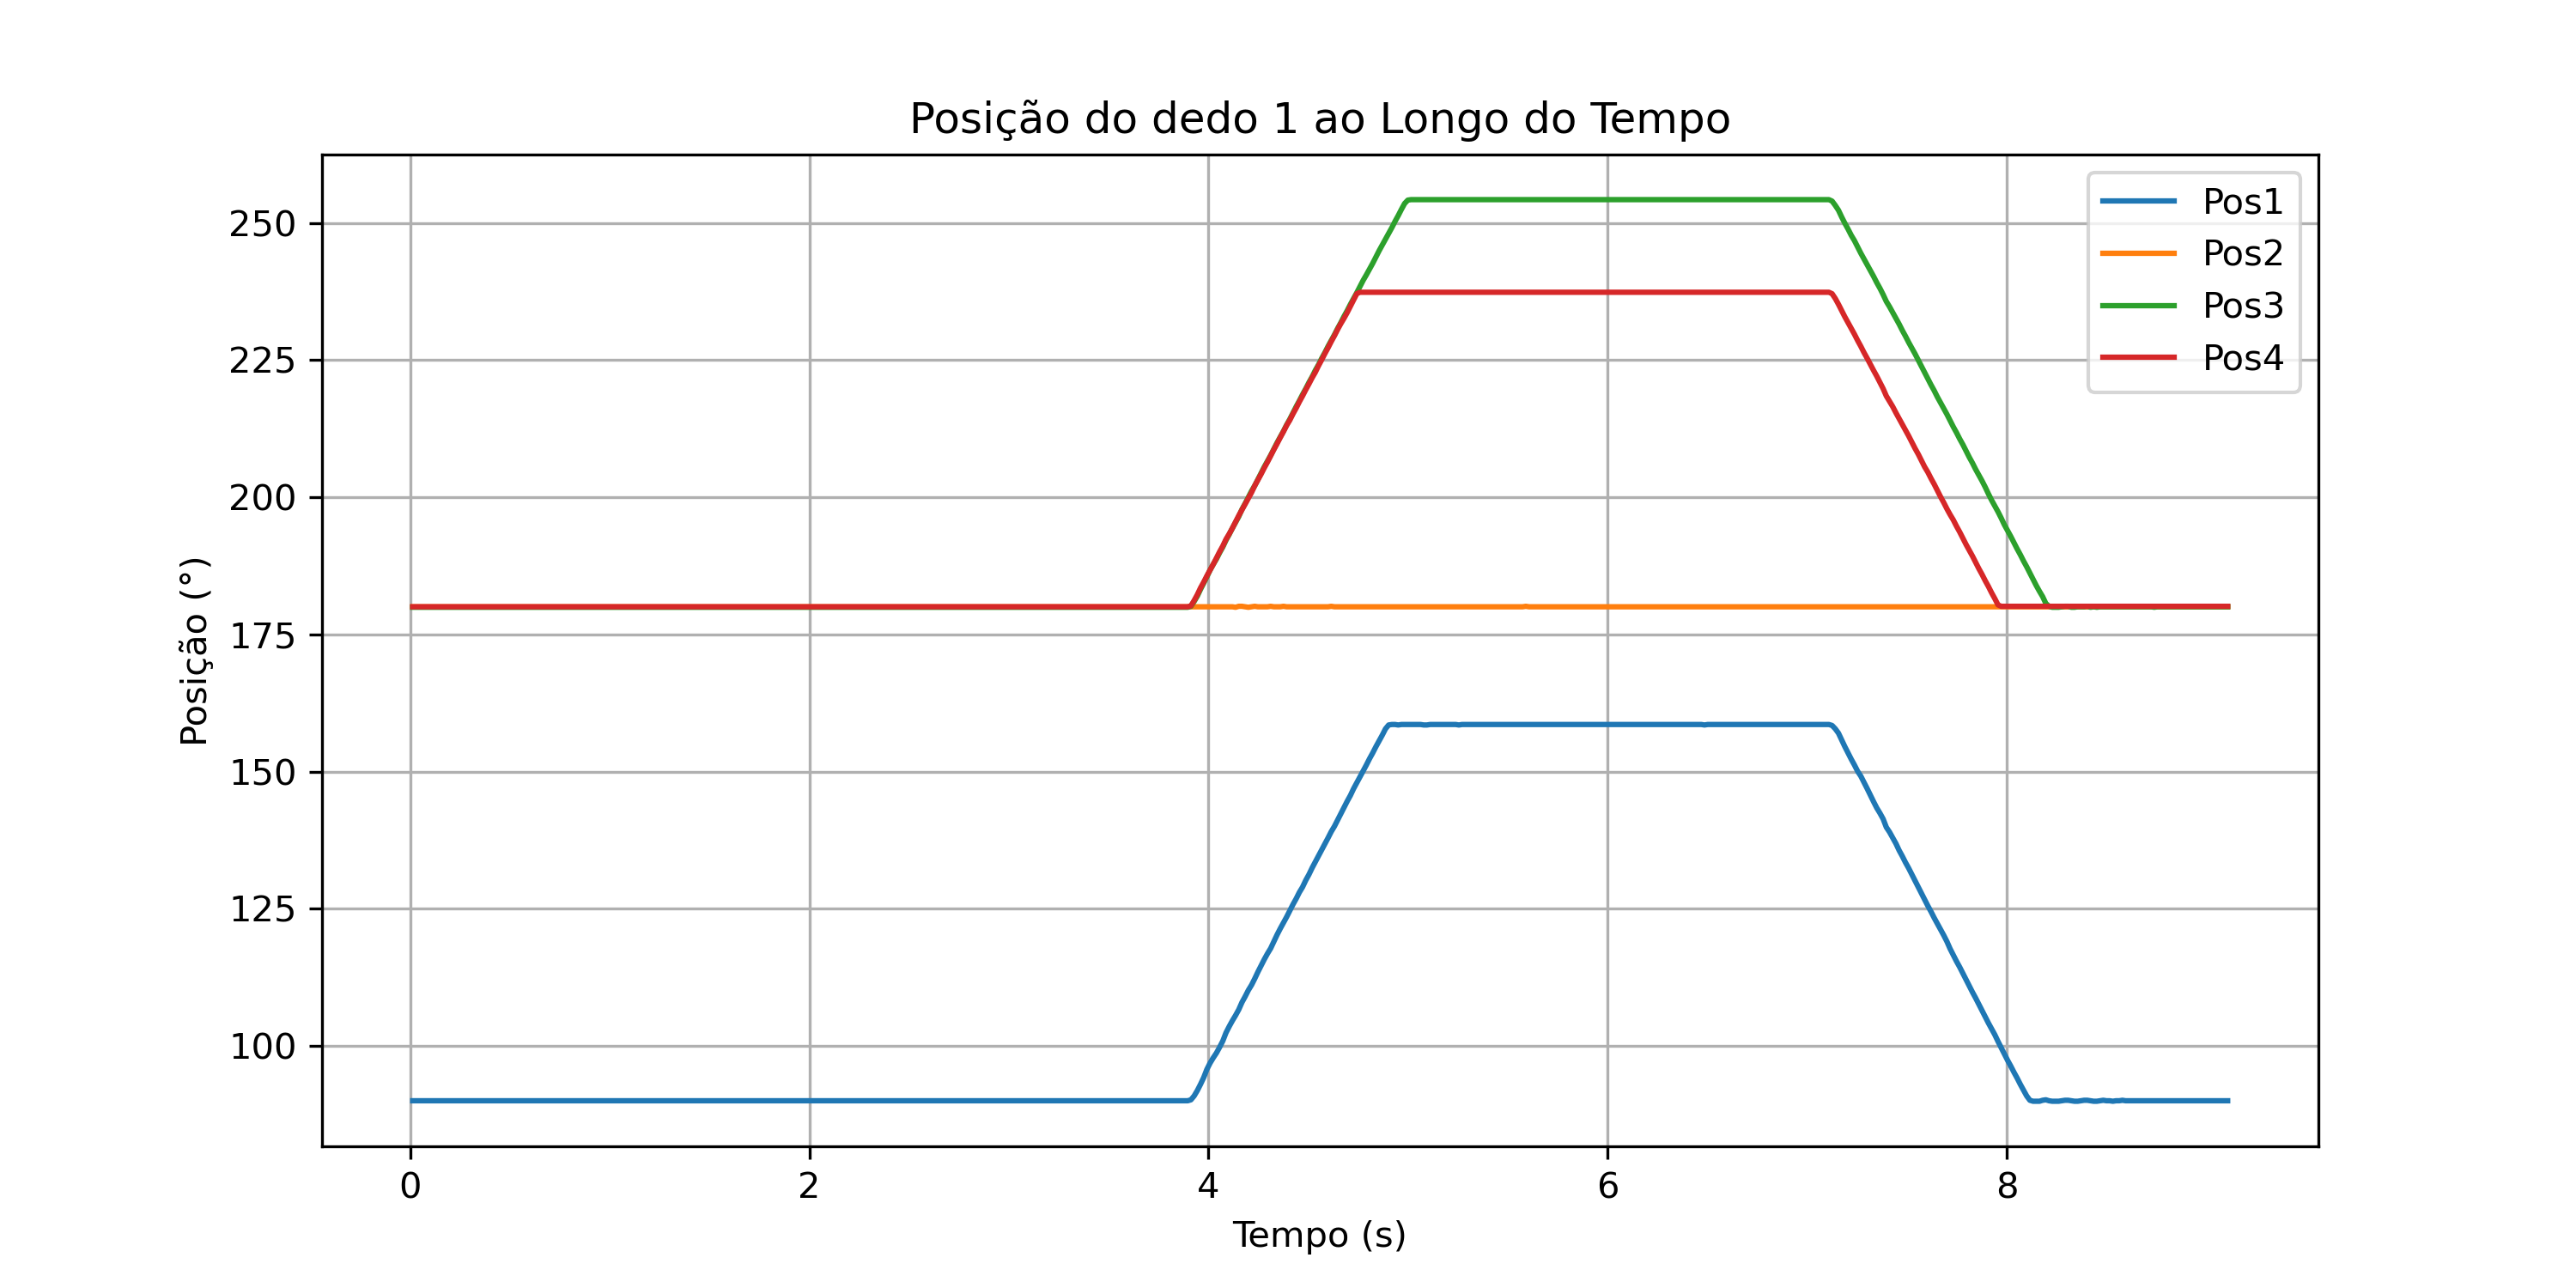 Posição do dedo 1 ao Longo do Tempo
Posição (°)
250
225
200
175
150
125
100
Pos1
Pos2
Pos3
Pos4
0 2 4 6 8
Tempo (s)